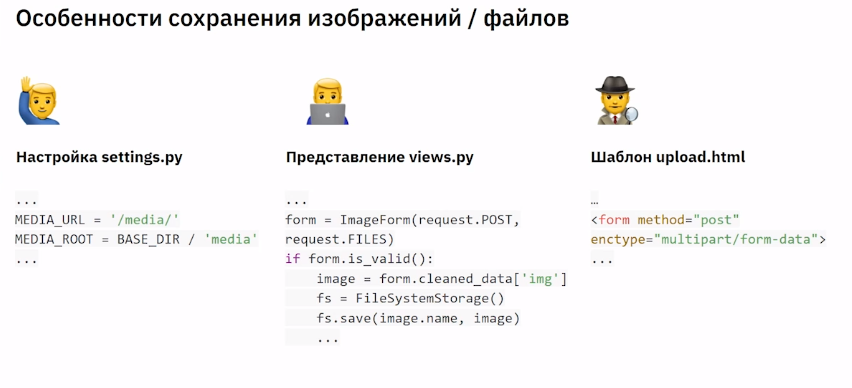 Особенности сохранения изображений / файлов
Настройка settings.py
...
MEDIA_URL = '/media/'
MEDIA_ROOT = BASE_DIR / 'media'
...
Представление views.py
...
form = ImageForm(request.POST,
request.FILES)
if form.is_valid():
    image = form.cleaned_data['img']
    fs = FileSystemStorage()
    fs.save(image.name, image)
    ...
Шаблон upload.html
…
<form method="post"
enctype="multipart/form-data">
...